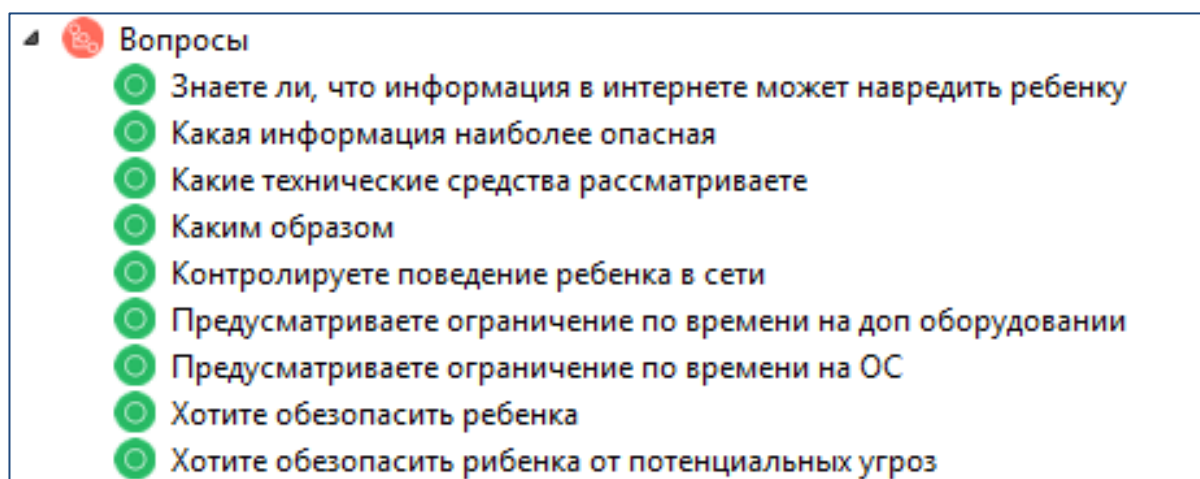 Вопросы
Знаете ли, что информация в интернете может навредить ребенку
Какая информация наиболее опасная
Какие технические средства рассматриваете
Каким образом
Контролируете поведение ребенка в сети
Предусматриваете ограничение по времени на доп оборудовании
Предусматриваете ограничение по времени на ОС
Хотите обезопасить ребенка
Хотите обезопасить рибенка от потенциальных угроз